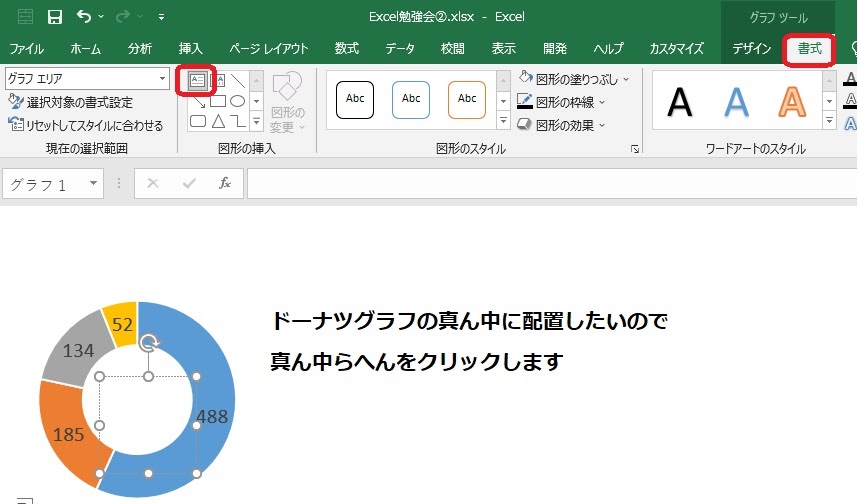 Excel勉強会②.xlsx - Excel
グラフ ツール
ファイル ホーム 分析 挿入 ページ レイアウト 数式 データ 校閲 表示 開発 ヘルプ カスタマイズ デザイン 書式
グラフ エリア
選択対象の書式設定
リセットしてスタイルに合わせる
現在の選択範囲
図形の
変更
図形の挿入
Abc Abc Abc
図形の塗りつぶし
図形の枠線
図形の効果
図形のスタイル
A A A
ワードアートのスタイル
グラフ 1
fx
ドーナツグラフの真ん中に配置したいので
真ん中らへんをクリックします
52
134
488
185